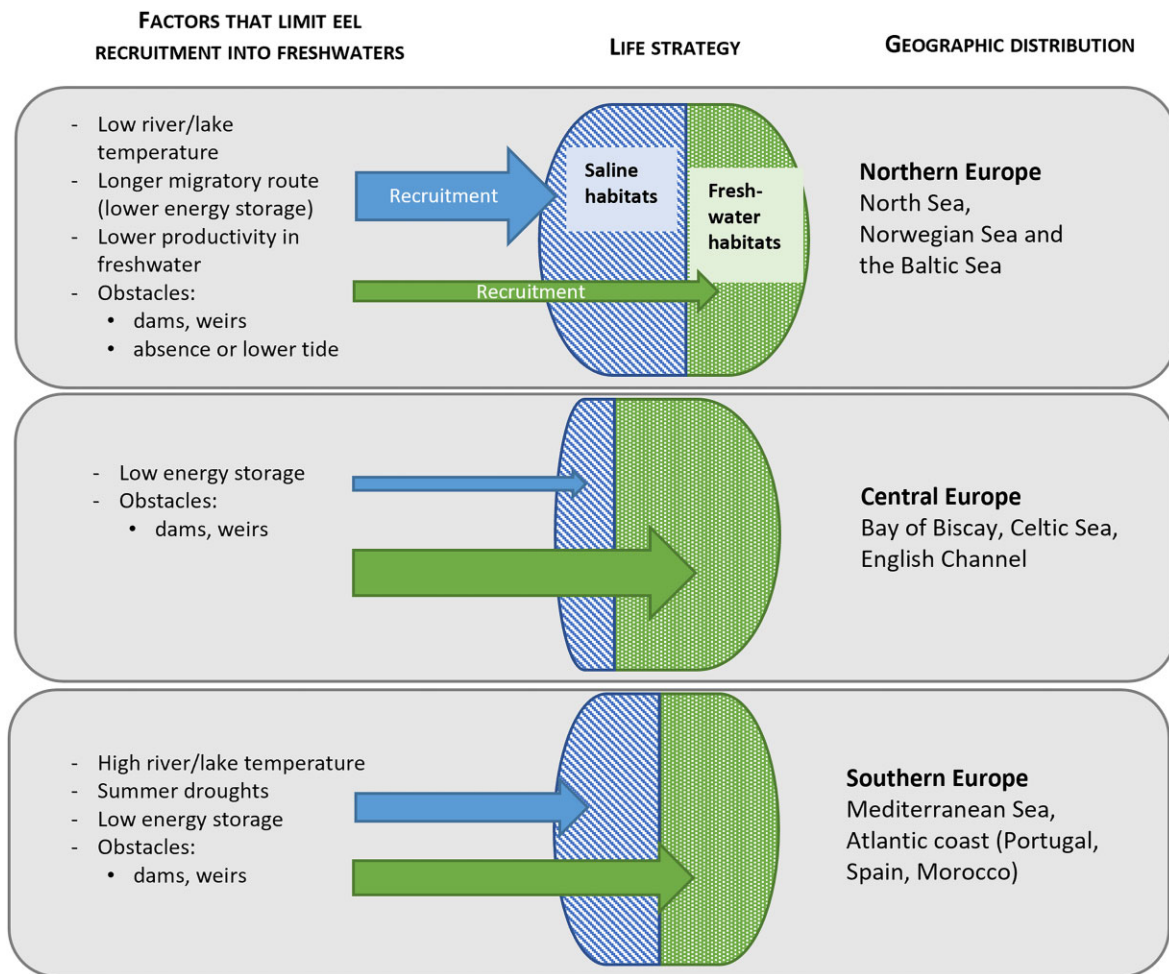 FACTORS THAT LIMIT EEL
RECRUITMENT INTO FRESHWATERS
LIFE STRATEGY
GEOGRAPHIC DISTRIBUTION
- Low river/lake
temperature
- Longer migratory route
(lower energy storage)
- Lower productivity in
freshwater
- Obstacles:
• dams, weirs
• absence or lower tide
Recruitment
Recruitment
Saline
habitats
Fresh-
water
habitats
Northern Europe
North Sea,
Norwegian Sea and
the Baltic Sea
- Low energy storage
- Obstacles:
• dams, weirs
Central Europe
Bay of Biscay, Celtic Sea,
English Channel
- High river/lake temperature
- Summer droughts
- Low energy storage
- Obstacles:
• dams, weirs
Southern Europe
Mediterranean Sea,
Atlantic coast (Portugal,
Spain, Morocco)